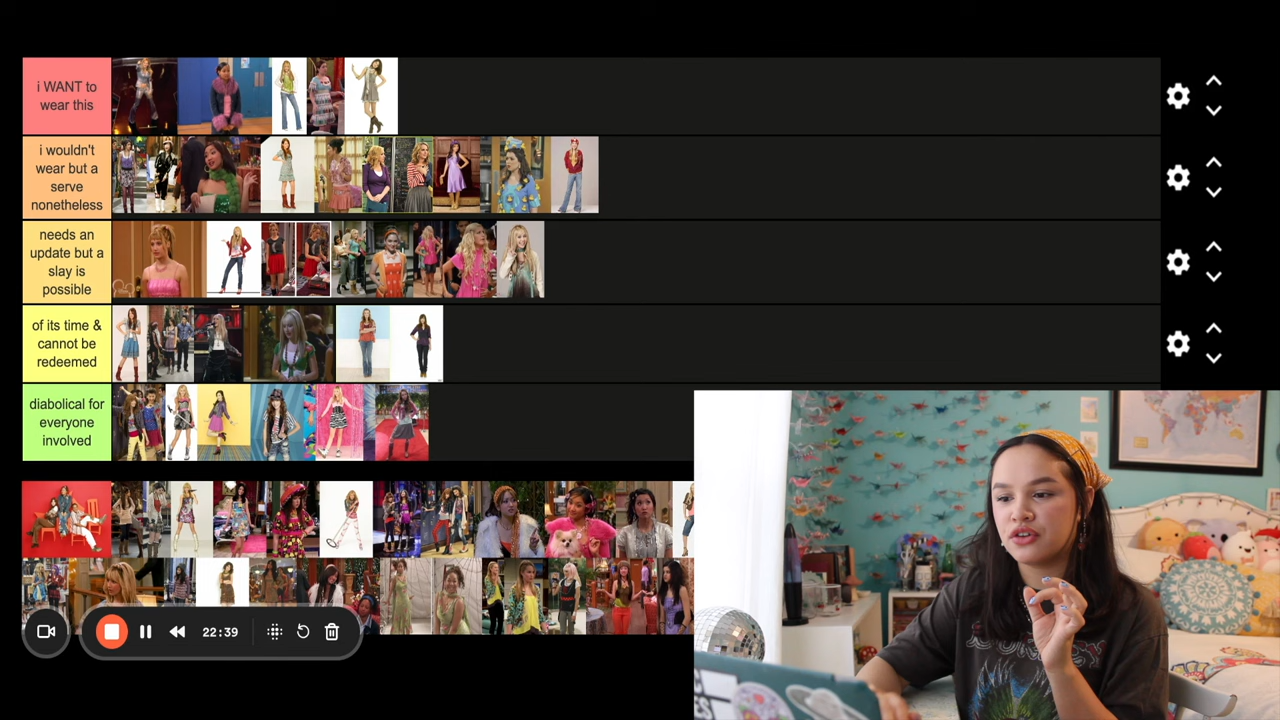 i WANT to
wear this
i wouldn't
wear but a
serve
nonetheless
needs an
update but a
slay is
possible
of its time &
cannot be
redeemed
diabolical for
everyone
involved
22:39